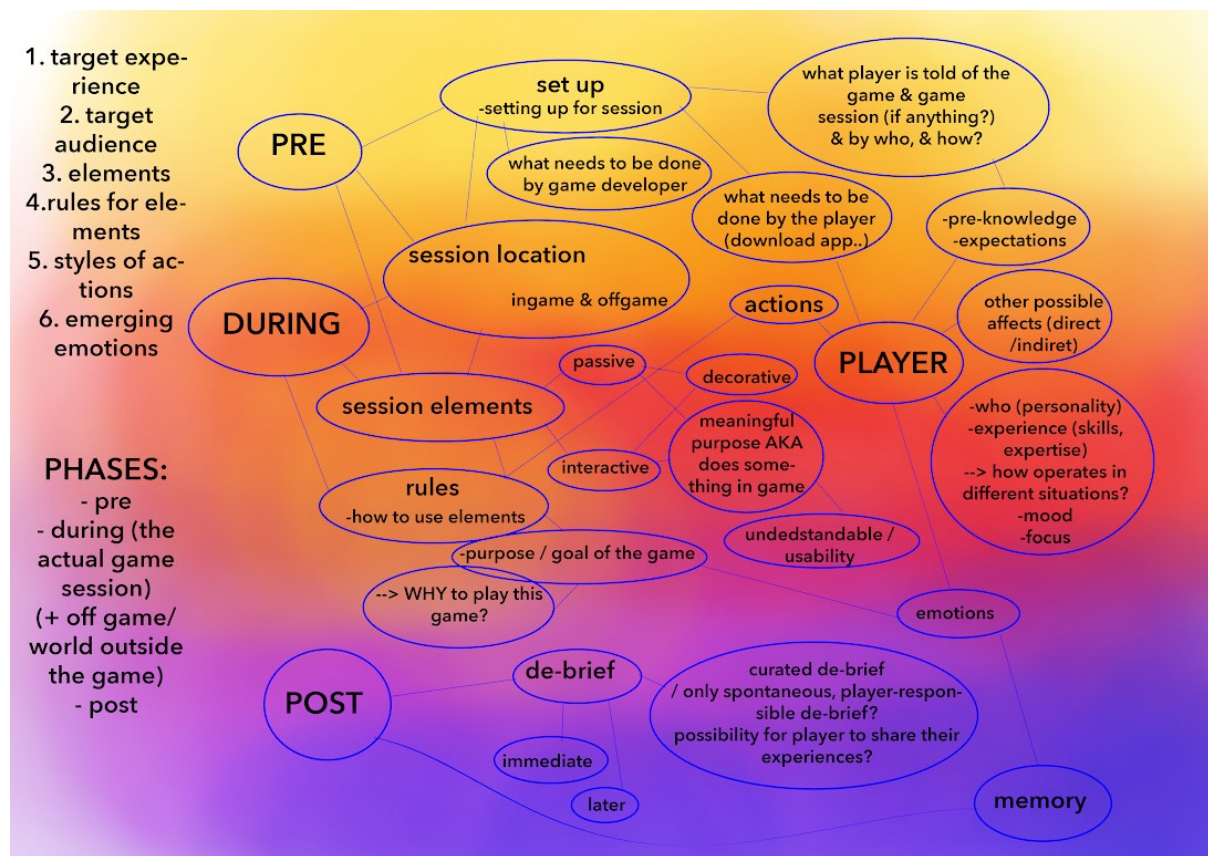 1. target expe-
rience
2. target
audience
3. elements
4.rules for ele-
ments
5. styles of ac-
tions
6. emerging
emotions
PHASES:
- pre
- during (the
actual game
session)
(+ off game/
world outside
the game)
- post
PRE
set up
-setting up for session
what player is told of the
game & game
session (if anything?)
& by who, & how?
what needs to be done
by game developer
what needs to be
done by the player
(download app..)
-pre-knowledge
-expectations
session location
ingame & offgame
DURING
actions
other possible
affects (direct
/indiret)
PLAYER
passive
decorative
session elements
meaningful
purpose AKA
does some-
thing in game
interactive
-who (personality)
-experience (skills,
expertise)
--> how operates in
different situations?
-mood
-focus
rules
-how to use elements
undedstandable /
usability
-purpose / goal of the game
--> WHY to play this
game?
emotions
POST
de-brief
curated de-brief
/ only spontaneous, player-respon-
sible de-brief?
possibility for player to share their
experiences?
immediate
later
memory